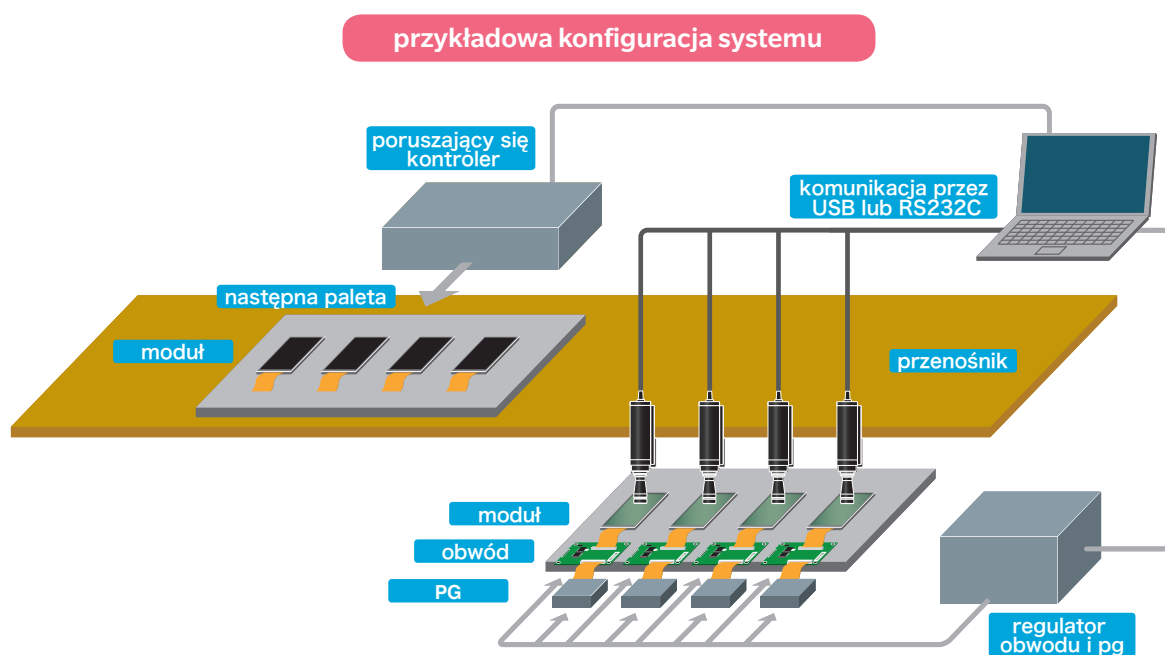 przykładowa konfiguracja systemu
poruszający się
kontroler
komunikacja przez
USB lub RS232C
następna paleta
moduł
przenośnik
moduł
obwód
PG
regulator
obwodu i pg